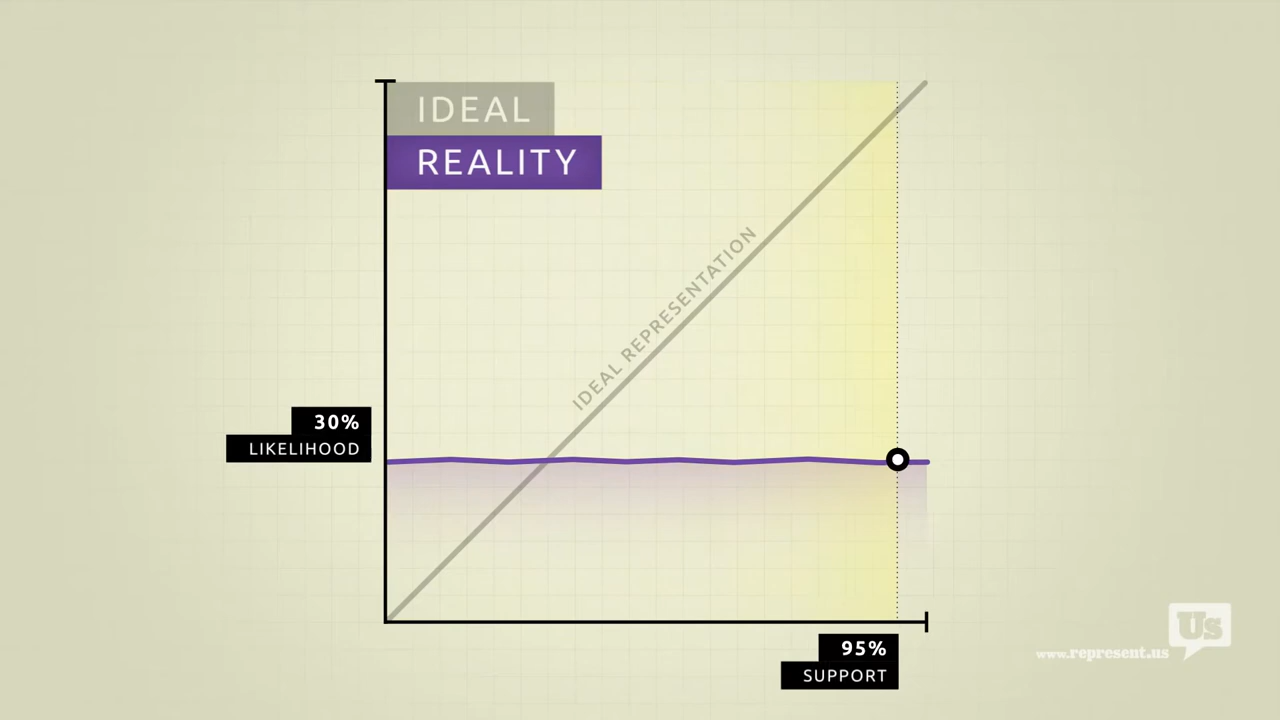 IDEAL
REALITY
IDEAL REPRESENTATION
30%
LIKELIHOOD
95%
SUPPORT
Us
www.represent.us